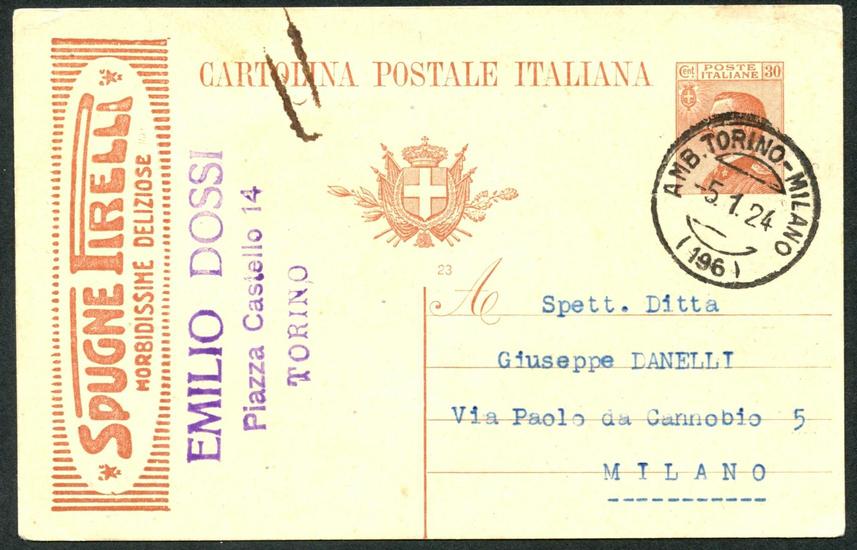 SPUGNE PIRELLI
MORBIDISSIME DELIZIOSE
EMILIO DOSSI
Piazza Castello 14
TORINO
CARTOLINA POSTALE ITALIANA
Cent. POSTE ITALIANE 30
AMB. TORINO-MILANO
-5.1.24
(196)
23
A
Spett. Ditta
Giuseppe DANELLI
Via Paolo da Cannobio 5
MILANO